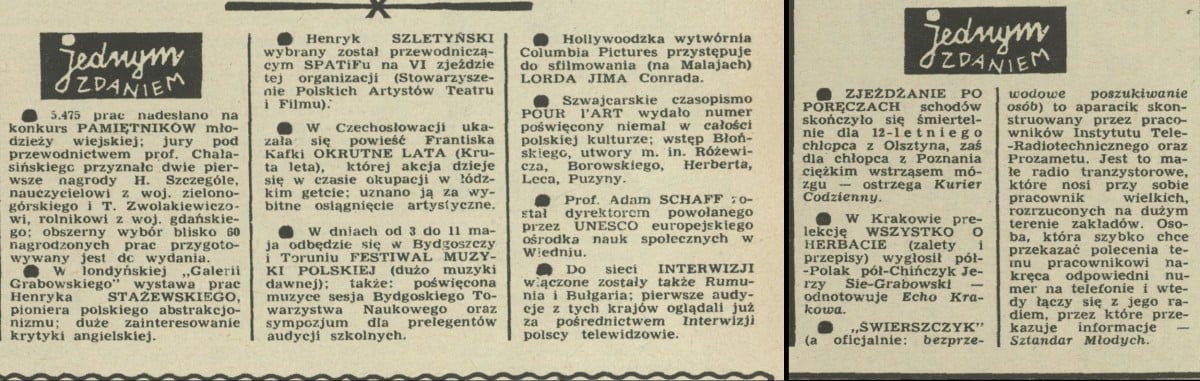 jednym
ZDANIEM
● 5.475 prac nadesłano na
konkurs PAMIĘTNIKÓW mło-
dzieży wiejskiej; jury pod
przewodnictwem prof. Chała-
sińskiego przyznało dwie pier-
wsze nagrody H. Szczególe,
nauczycielowi z woj. zielono-
górskiego i T. Zwolakiewiczo-
wi, rolnikowi z woj. gdańskie-
go; obszerny wybór blisko 60
nagrodzonych prac przygoto-
wywany jest do wydania.
● W londyńskiej „Galerii
Grabowskiego" wystawa prac
Henryka STAŻEWSKIEGO,
pioniera polskiego abstrakcjo-
nizmu; duże zainteresowanie
krytyki angielskiej.
● Henryk SZLETYŃSKI
wybrany został przewodniczą-
cym SPATiFu na VI zjeździe
tej organizacji (Stowarzysze-
nie Polskich Artystów Teatru
i Filmu).
● W Czechosłowacji uka-
zała się powieść Frantiska
Kafki OKRUTNE LATA (Kru-
ta leta), której akcja dzieje
się w czasie okupacji w łódz-
kim getcie; uznano ją za wy-
bitne osiągnięcie artystyczne.
● W dniach od 3 do 11 ma-
ja odbędzie się w Bydgoszczy
i Toruniu FESTIWAL MUZY-
KI POLSKIEJ (dużo muzyki
dawnej); także: poświęcona
muzyce sesja Bydgoskiego To-
warzystwa Naukowego oraz
sympozjum dla prelegentów
audycji szkolnych.
● Hollywoodzka wytwórnia
Columbia Pictures przystępuje
do sfilmowania (na Malajach)
LORDA JIMA Conrada.
● Szwajcarskie czasopismo
POUR l'ART wydało numer
poświęcony niemal w całości
polskiej kulturze; wstęp Błoń-
skiego, utwory m. in. Różewi-
cza, Borowskiego, Herberta,
Leca, Puzyny.
● Prof. Adam SCHAFF zo-
stał dyrektorem powołanego
przez UNESCO europejskiego
ośrodka nauk społecznych w
Wiedniu.
● Do sieci INTERWIZJI
włączone zostały także Rumu-
nia i Bułgaria; pierwsze audy-
cje z tych krajów oglądali już
za pośrednictwem Interwizji
polscy telewidzowie.
jednym
ZDANIEM
● ZJEŻDŻANIE PO
PORĘCZACH schodów
skończyło się śmiertel-
nie dla 12-letniego
chłopca z Olsztyna, zaś
dla chłopca z Poznania
ciężkim wstrząsem mó-
zgu — ostrzega Kurier
Codzienny.
● W Krakowie pre-
lekcję WSZYSTKO O
HERBACIE (zalety i
przepisy) wygłosił pół-
-Polak pół-Chińczyk Je-
rzy Sie-Grabowski —
odnotowuje Echo Kra-
kowa.
● „ŚWIERSZCZYK"
(a oficjalnie: bezprze-
wodowe poszukiwanie
osób) to aparacik skon-
struowany przez praco-
wników Instytutu Tele-
-Radiotechnicznego oraz
Prozametu. Jest to ma-
łe radio tranzystorowe,
które nosi przy sobie
pracownik wielkich,
rozrzuconych na dużym
terenie zakładów. Oso-
ba, która szybko chce
przekazać polecenia te-
mu pracownikowi na-
kręca odpowiedni nu-
mer na telefonie i wte-
dy łączy się z jego ra-
diem, przez które prze-
kazuje informacje —
Sztandar Młodych.